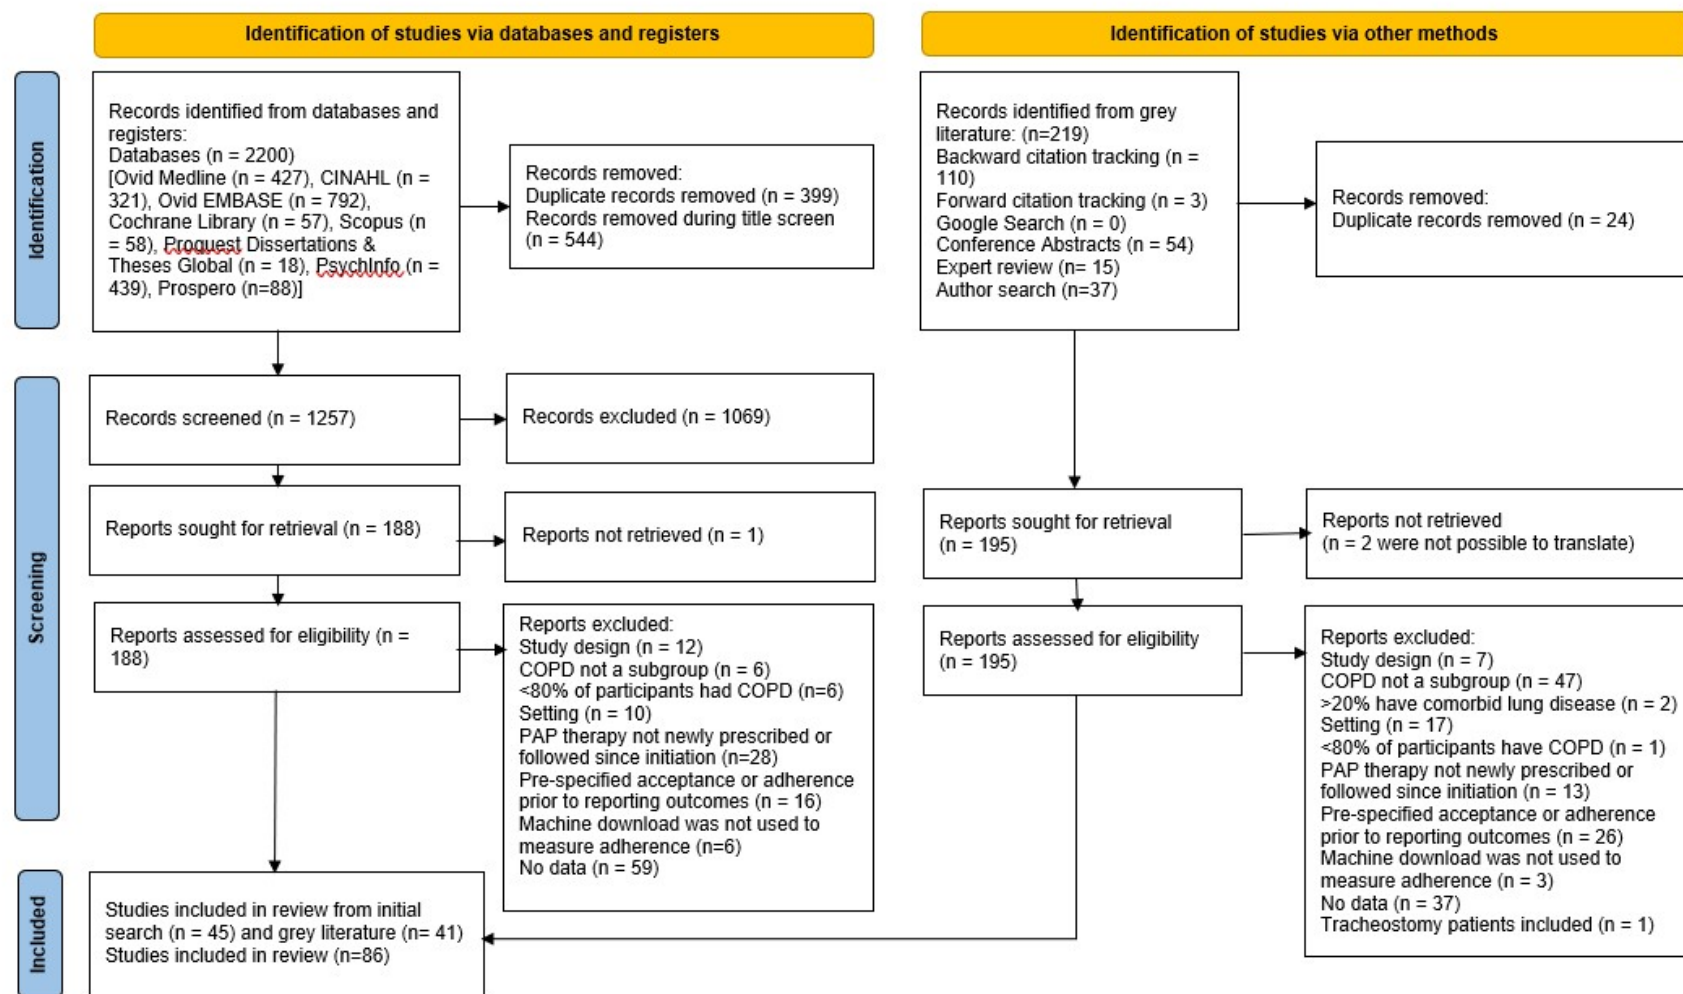 Identification of studies via databases and registers
Identification of studies via other methods
Identification
Records identified from databases and
registers:
Databases (n = 2200)
[Ovid Medline (n = 427), CINAHL (n =
321), Ovid EMBASE (n = 792),
Cochrane Library (n = 57), Scopus (n
= 58), Proquest Dissertations &
Theses Global (n = 18), PsychInfo (n =
439), Prospero (n=88)]
Records removed:
Duplicate records removed (n = 399)
Records removed during title screen
(n = 544)
Records identified from grey
literature: (n=219)
Backward citation tracking (n =
110)
Forward citation tracking (n = 3)
Google Search (n = 0)
Conference Abstracts (n = 54)
Expert review (n= 15)
Author search (n=37)
Records removed:
Duplicate records removed (n = 24)
Screening
Records screened (n = 1257)
Records excluded (n = 1069)
Reports sought for retrieval (n = 188)
Reports not retrieved (n = 1)
Reports sought for retrieval
(n = 195)
Reports not retrieved
(n = 2 were not possible to translate)
Reports assessed for eligibility (n =
188)
Reports excluded:
Study design (n = 12)
COPD not a subgroup (n = 6)
<80% of participants had COPD (n=6)
Setting (n = 10)
PAP therapy not newly prescribed or
followed since initiation (n=28)
Pre-specified acceptance or adherence
prior to reporting outcomes (n = 16)
Machine download was not used to
measure adherence (n=6)
No data (n = 59)
Reports assessed for eligibility
(n = 195)
Reports excluded:
Study design (n = 7)
COPD not a subgroup (n = 47)
>20% have comorbid lung disease (n = 2)
Setting (n = 17)
<80% of participants have COPD (n = 1)
PAP therapy not newly prescribed or
followed since initiation (n = 13)
Pre-specified acceptance or adherence
prior to reporting outcomes (n = 26)
Machine download was not used to
measure adherence (n = 3)
No data (n = 37)
Tracheostomy patients included (n = 1)
Included
Studies included in review from initial
search (n = 45) and grey literature (n= 41)
Studies included in review (n=86)